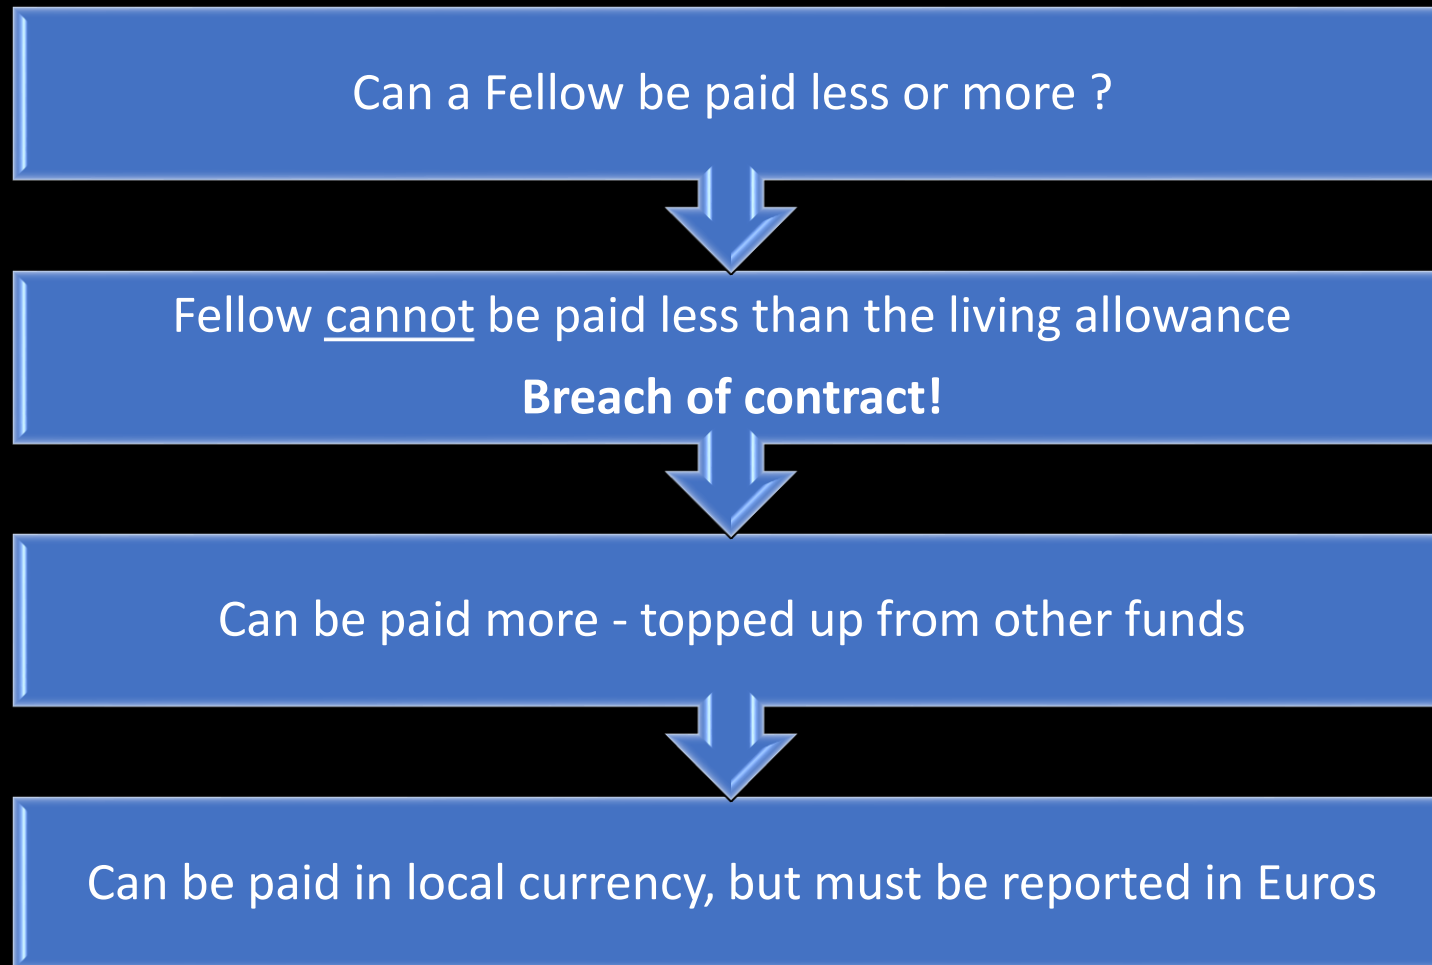 Can a Fellow be paid less or more ?
Fellow cannot be paid less than the living allowance
Breach of contract!
Can be paid more - topped up from other funds
Can be paid in local currency, but must be reported in Euros